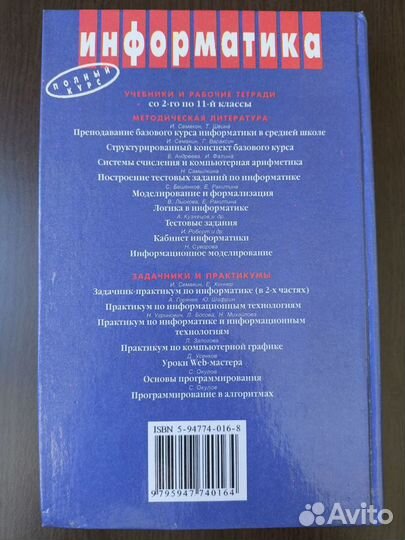 информатика
ПОЛНЫЙ КУРС
УЧЕБНИКИ И РАБОЧИЕ ТЕТРАДИ
со 2-го по 11-й классы
МЕТОДИЧЕСКАЯ ЛИТЕРАТУРА
И. Семакин, Т. Шеина
Преподавание базового курса информатики в средней школе
И. Семакин, Г. Вараксин
Структурированный конспект базового курса
Е. Андреева, И. Фалина
Системы счисления и компьютерная арифметика
Н. Самылкина
Построение тестовых заданий по информатике
С. Бешенков, Е. Ракитина
Моделирование и формализация
В. Лыскова, Е. Ракитина
Логика в информатике
А. Кузнецов и др.
Тестовые задания
И. Роберт и др.
Кабинет информатики
Н. Суворова
Информационное моделирование
ЗАДАЧНИКИ И ПРАКТИКУМЫ
И. Семакин, Е. Хеннер
Задачник-практикум по информатике (в 2-х частях)
А. Горячев, Ю. Шафрин
Практикум по информационным технологиям
Н. Угринович, Л. Босова, Н. Михайлова
Практикум по информатике и информационным
технологиям
Л. Залогова
Практикум по компьютерной графике
Д. Усенков
Уроки Web-мастера
С. Окулов
Основы программирования
С. Окулов
Программирование в алгоритмах
ISBN 5-94774-016-8
9 795947 740164
Avito